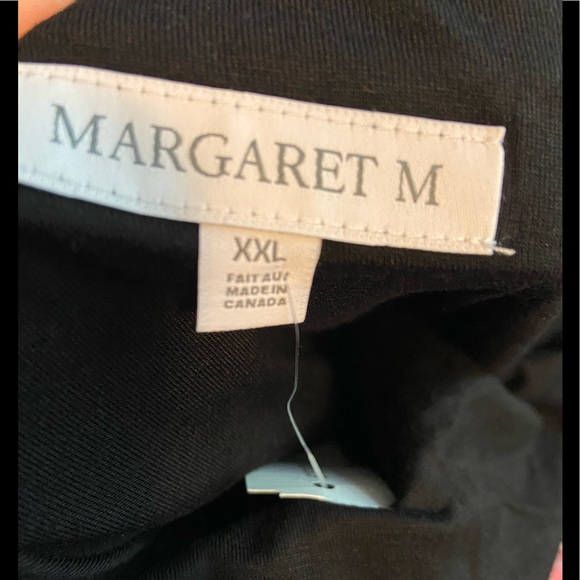 MARGARET M
XXL
FAIT AU/
MADE IN
CANADA